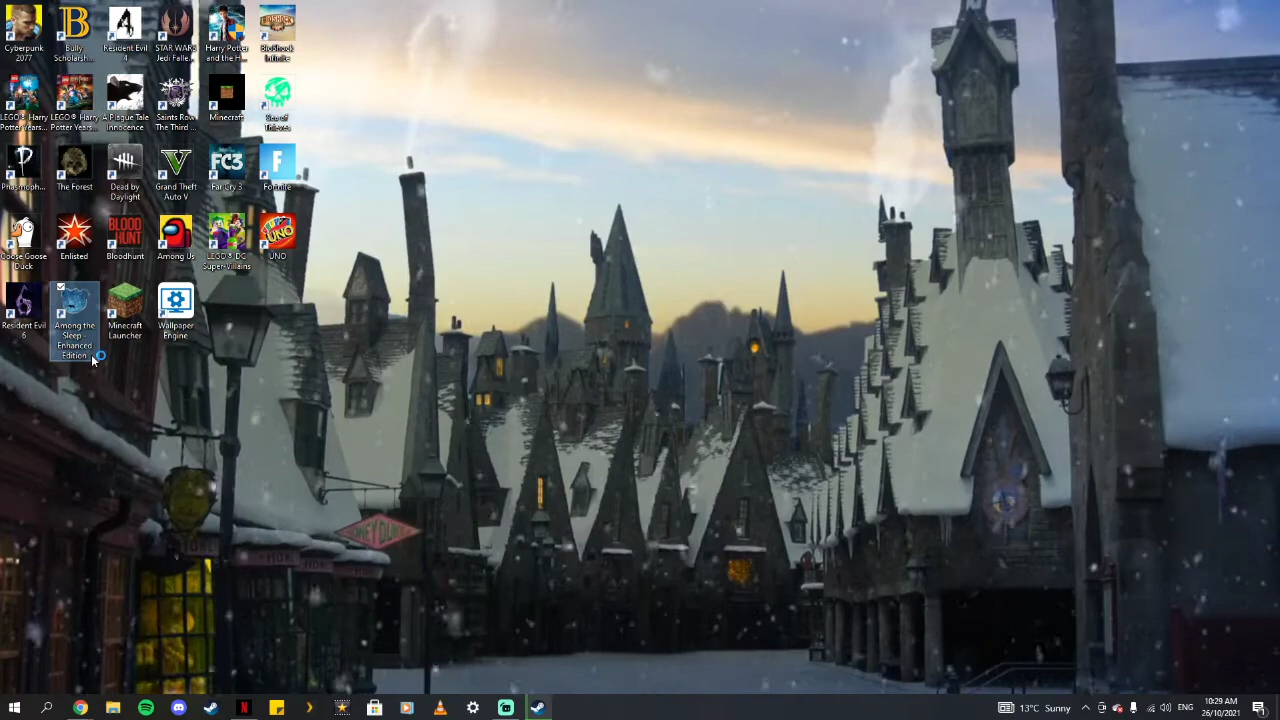 Cyberpunk
2077
Bully
Scholarsh...
Resident Evil
4
STAR WARS
Jedi Falle...
Harry Potter
and the H...
BioShock
Infinite
LEGO® Harry
Potter Years...
LEGO® Harry
Potter Years...
A Plague Tale
Innocence
Saints Row
The Third ...
Minecraft
Sea of
Thieves
Phasmoph...
The Forest
Dead by
Daylight
Grand Theft
Auto V
FC3
Far Cry 3
Fortnite
Goose Goose
Duck
Enlisted
BLOOD
HUNT
Bloodhunt
Among Us
LEGO® DC
Super-Villains
UNO
UNO
Resident Evil
6
Among the
Sleep
Enhanced
Edition
Minecraft
Launcher
Wallpaper
Engine
13°C Sunny
10:29 AM
26/10/2021